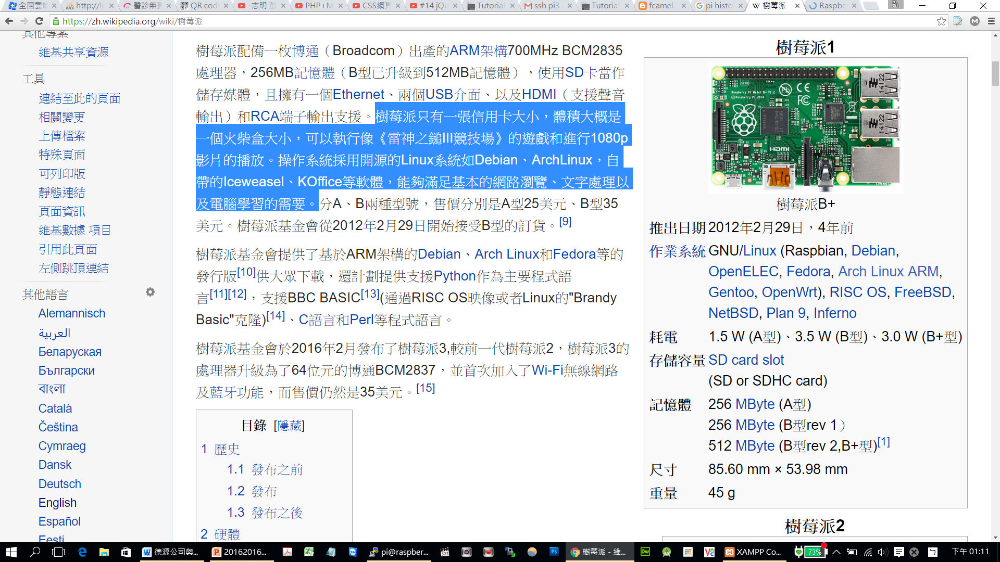 全國雲端
http://lo
醫診無憂
QR cod
-志明 葦
PHP+M
CSS網頁
#14 jQu
Tutorial
ssh pi3
Tutorial
fcamel
pi histo
樹莓派 -
Raspbe
https://zh.wikipedia.org/wiki/树莓派
其他專案
維基共享資源
工具
連結至此的頁面
相關變更
上傳檔案
特殊頁面
可列印版
靜態連結
頁面資訊
維基數據 項目
引用此頁面
左側跳頂連結
其他語言
Alemannisch
العربية
Беларуская
Български
বাংলা
Català
Čeština
Cymraeg
Dansk
Deutsch
English
Español
Eesti
樹莓派配備一枚博通（Broadcom）出產的ARM架構700MHz BCM2835
處理器，256MB記憶體（B型已升級到512MB記憶體），使用SD卡當作
儲存媒體，且擁有一個Ethernet、兩個USB介面、以及HDMI（支援聲音
輸出）和RCA端子輸出支援。樹莓派只有一張信用卡大小，體積大概是
一個火柴盒大小，可以執行像《雷神之鎚III競技場》的遊戲和進行1080p
影片的播放。操作系統採用開源的Linux系統如Debian、ArchLinux，自
帶的Iceweasel、KOffice等軟體，能夠滿足基本的網路瀏覽、文字處理以
及電腦學習的需要。分A、B兩種型號，售價分別是A型25美元、B型35
美元。樹莓派基金會從2012年2月29日開始接受B型的訂貨。[9]
樹莓派基金會提供了基於ARM架構的Debian、Arch Linux和Fedora等的
發行版[10]供大眾下載，還計劃提供支援Python作為主要程式語
言[11][12]，支援BBC BASIC[13](通過RISC OS映像或者Linux的"Brandy
Basic"克隆)[14]、C語言和Perl等程式語言。
樹莓派基金會於2016年2月發布了樹莓派3,較前一代樹莓派2，樹莓派3的
處理器升級為了64位元的博通BCM2837，並首次加入了Wi-Fi無線網路
及藍牙功能，而售價仍然是35美元。[15]
目錄 [隱藏]
1 歷史
1.1 發布之前
1.2 發布
1.3 發布之後
2 硬體
樹莓派1
Raspberry Pi Model B+ V1.2
© Raspberry Pi 2014
GPIO
CE
FC
HDMI
DISPLAY
CAMERA
ETHERNET
14122
14122
樹莓派B+
推出日期 2012年2月29日，4年前
作業系統 GNU/Linux (Raspbian, Debian,
OpenELEC, Fedora, Arch Linux ARM,
Gentoo, OpenWrt), RISC OS, FreeBSD,
NetBSD, Plan 9, Inferno
耗電 1.5 W (A型)、3.5 W (B型)、3.0 W (B+型)
存儲容量 SD card slot
(SD or SDHC card)
記憶體 256 MByte (A型)
256 MByte (B型rev 1）
512 MByte (B型rev 2,B+型)[1]
尺寸 85.60 mm × 53.98 mm
重量 45 g
樹莓派2
德源公司與...
20162016...
pi@raspber...
樹莓派 - 維...
XAMPP Co...
73%
下午 01:11